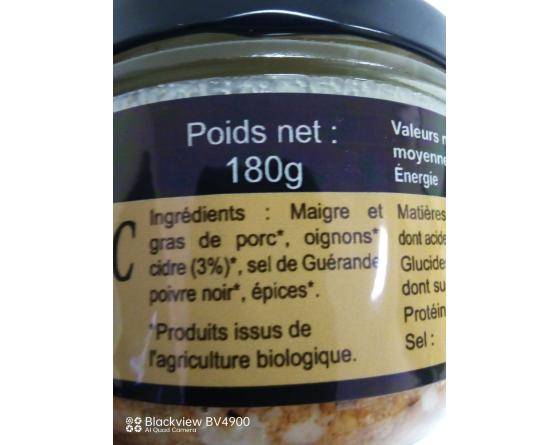 Poids net :
180g
C
Ingrédients : Maigre et
gras de porc*, oignons*
cidre (3%)*, sel de Guérande
poivre noir*, épices*.
*Produits issus de
l'agriculture biologique.
Valeurs
moyenne
Énergie
Matières
dont acide
Glucide
dont su
Protéin
Sel :
Blackview BV4900
AI Quad Camera